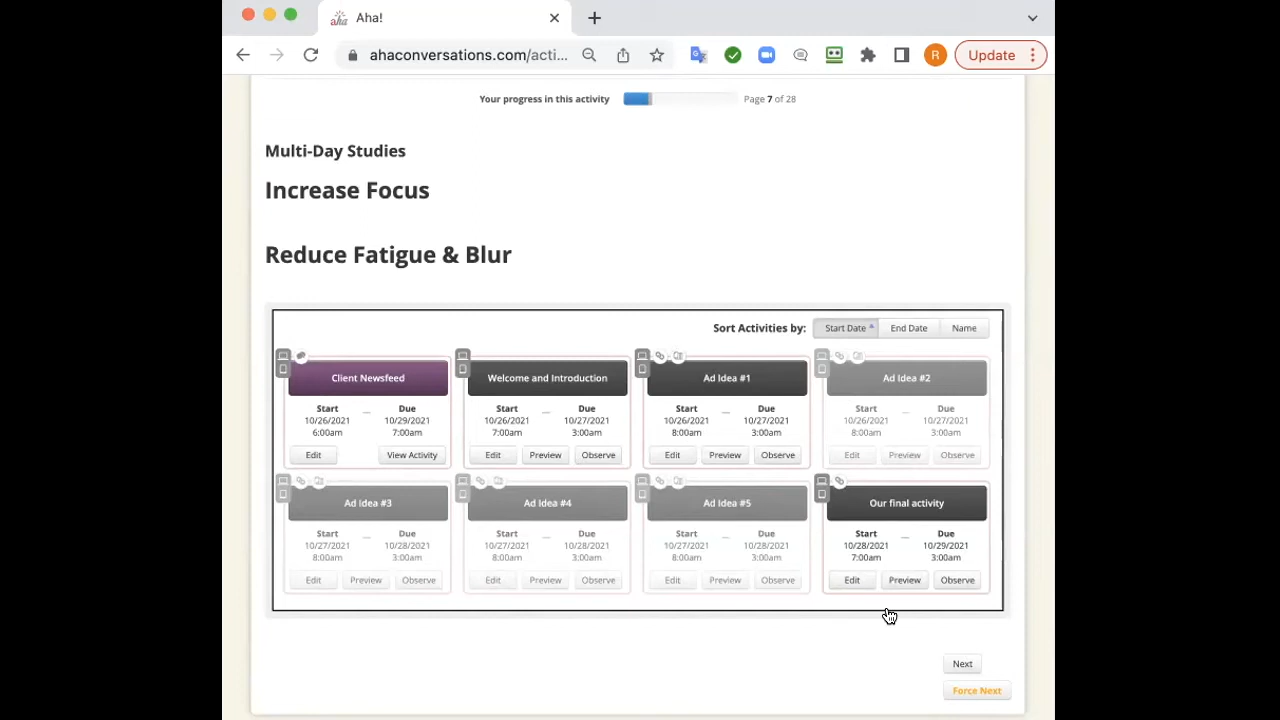 aha
Aha!
ahaconversations.com/acti...
R
Update
Your progress in this activity
Page 7 of 28
Multi-Day Studies
Increase Focus
Reduce Fatigue & Blur
Sort Activities by: Start Date End Date Name
Client Newsfeed Welcome and Introduction Ad Idea #1 Ad Idea #2
Start — Due Start — Due Start — Due Start — Due
10/26/2021 10/29/2021 10/26/2021 10/27/2021 10/26/2021 10/27/2021 10/26/2021 10/27/2021
6:00am 7:00am 7:00am 3:00am 8:00am 3:00am 8:00am 3:00am
Edit View Activity Edit Preview Observe Edit Preview Observe Edit Preview Observe
Ad Idea #3 Ad Idea #4 Ad Idea #5 Our final activity
Start — Due Start — Due Start — Due Start — Due
10/27/2021 10/28/2021 10/27/2021 10/28/2021 10/27/2021 10/28/2021 10/28/2021 10/29/2021
8:00am 3:00am 8:00am 3:00am 8:00am 3:00am 7:00am 3:00am
Edit Preview Observe Edit Preview Observe Edit Preview Observe Edit Preview Observe
Next
Force Next